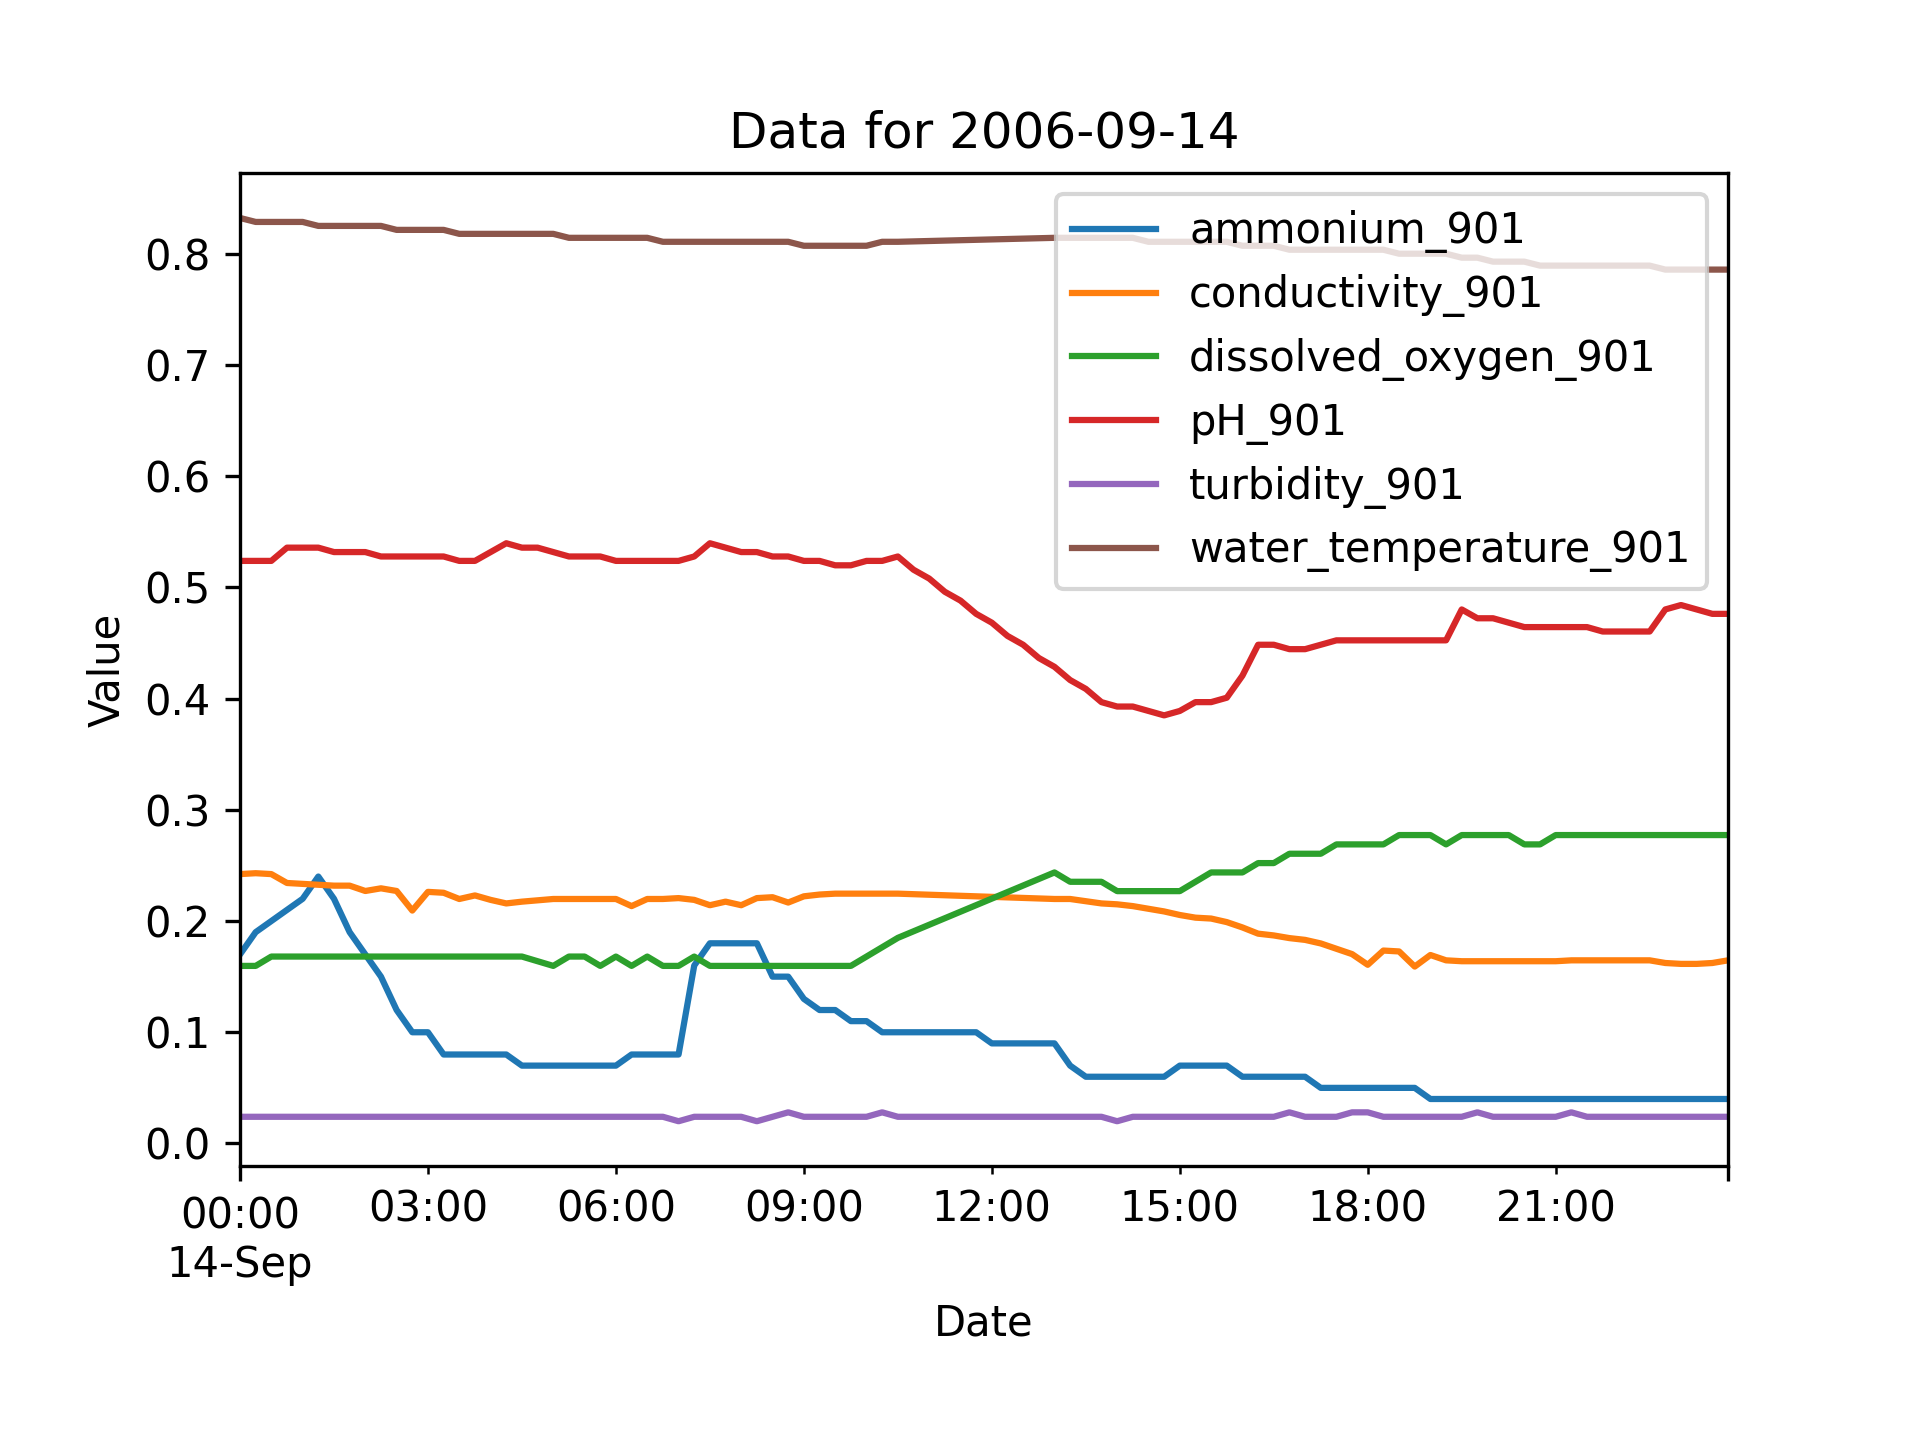 Data for 2006-09-14
ammonium_901
conductivity_901
dissolved_oxygen_901
pH_901
turbidity_901
water_temperature_901
Value
0.8
0.7
0.6
0.5
0.4
0.3
0.2
0.1
0.0
00:00 03:00 06:00 09:00 12:00 15:00 18:00 21:00
14-Sep
Date